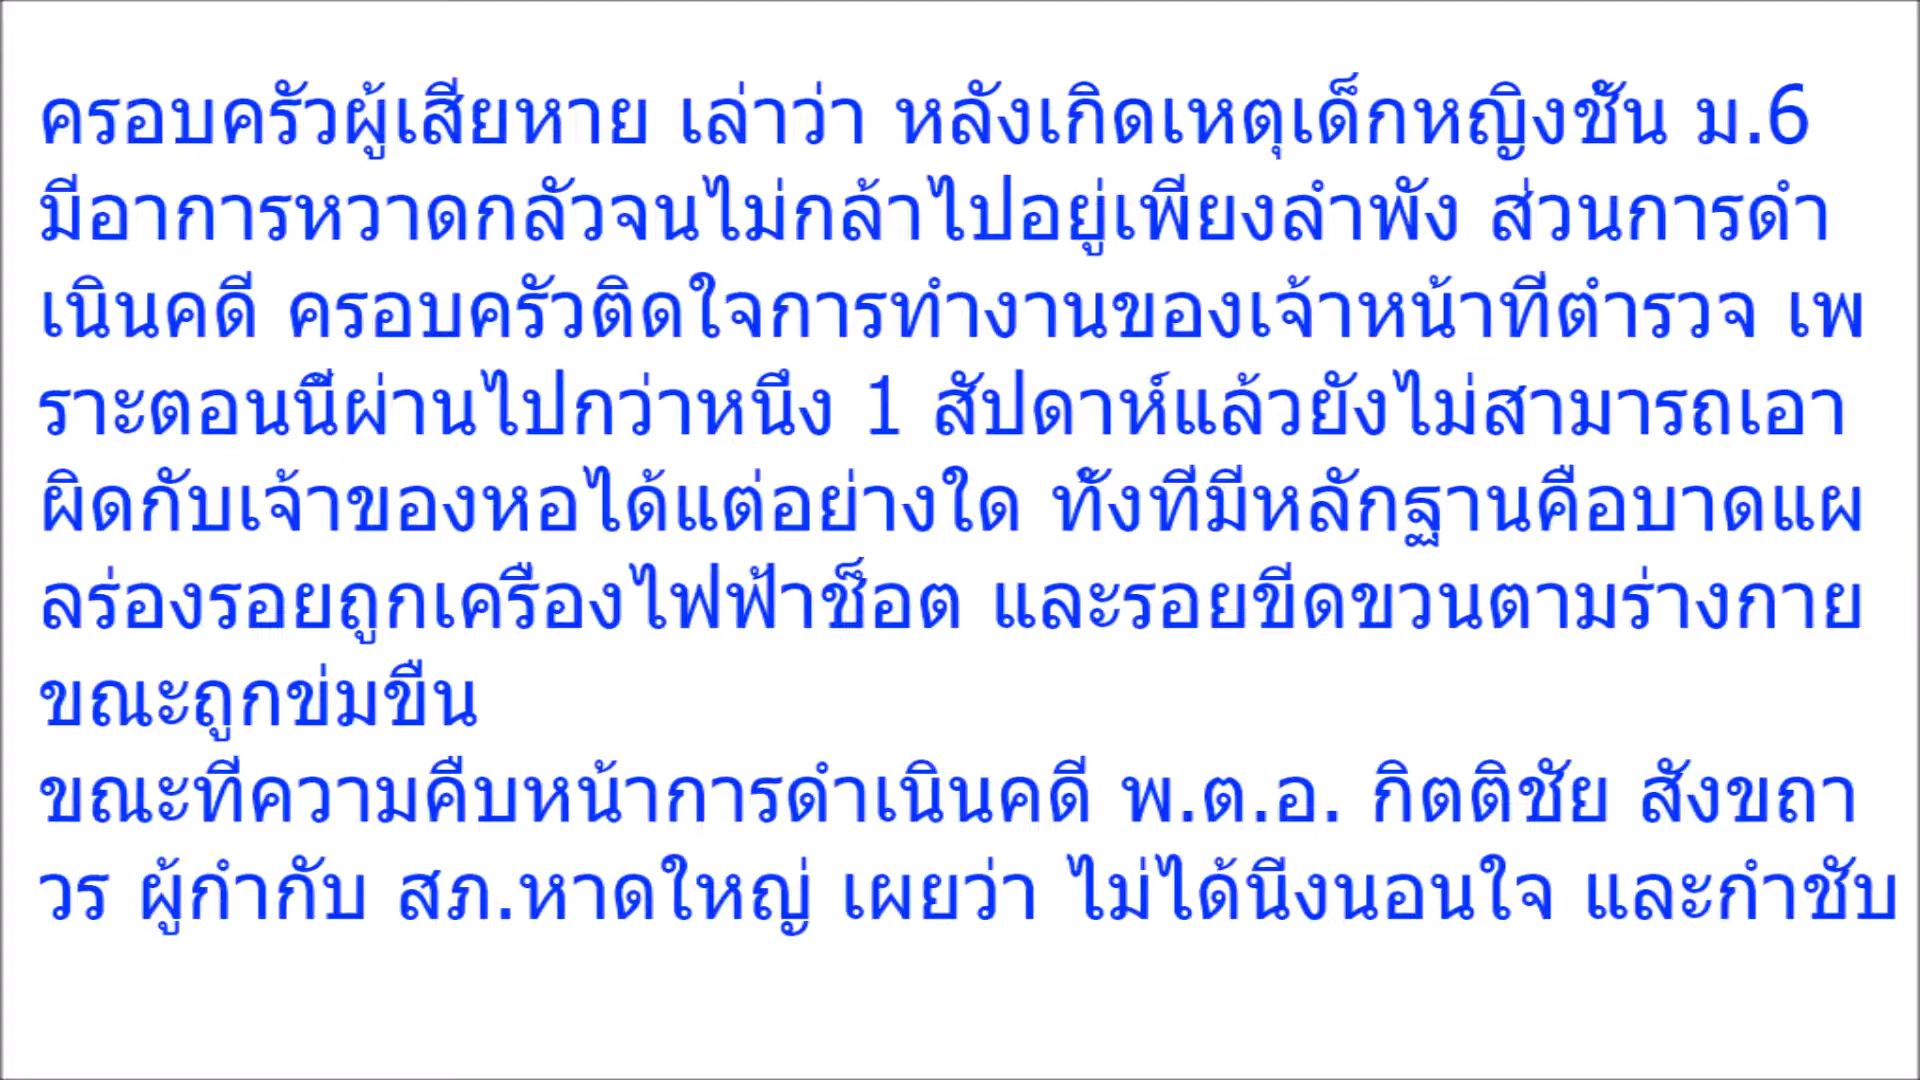 ครอบครัวผู้เสียหาย เล่าว่า หลังเกิดเหตุเด็กหญิงชั้น ม.6
มีอาการหวาดกลัวจนไม่กล้าไปอยู่เพียงลำพัง ส่วนการดำ
เนินคดี ครอบครัวติดใจการทำงานของเจ้าหน้าที่ตำรวจ เพ
ราะตอนนี้ผ่านไปกว่าหนึ่ง 1 สัปดาห์แล้วยังไม่สามารถเอา
ผิดกับเจ้าของหอได้แต่อย่างใด ทั้งที่มีหลักฐานคือบาดแผ
ลร่องรอยถูกเครื่องไฟฟ้าช็อต และรอยขีดขวนตามร่างกาย
ขณะถูกข่มขืน
ขณะที่ความคืบหน้าการดำเนินคดี พ.ต.อ. กิตติชัย สังขถา
วร ผู้กำกับ สภ.หาดใหญ่ เผยว่า ไม่ได้นิ่งนอนใจ และกำชับ